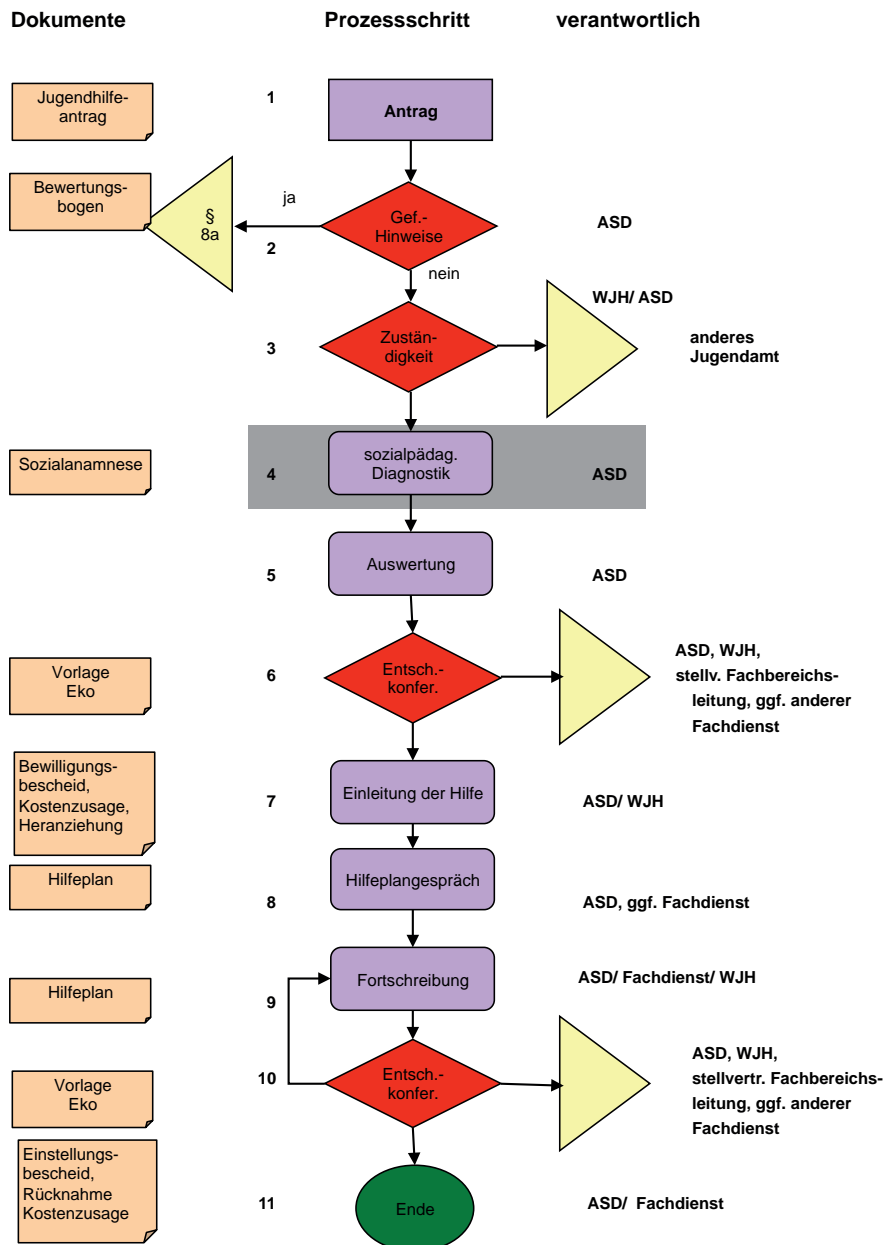 Dokumente Prozessschritt verantwortlich
Jugendhilfe-
antrag
1
Antrag
Bewertungs-
bogen
§
8a
ja
Gef.-
Hinweise
2
ASD
nein
WJH/ ASD
3
Zustän-
digkeit
anderes
Jugendamt
Sozialanamnese
4
sozialpädag.
Diagnostik
ASD
5
Auswertung
ASD
Vorlage
Eko
6
Entsch.-
konfer.
ASD, WJH,
stellv. Fachbereichs-
leitung, ggf. anderer
Fachdienst
Bewilligungs-
bescheid,
Kostenzusage,
Heranziehung
7
Einleitung der Hilfe
ASD/ WJH
Hilfeplan
8
Hilfeplangespräch
ASD, ggf. Fachdienst
Hilfeplan
9
Fortschreibung
ASD/ Fachdienst/ WJH
Vorlage
Eko
10
Entsch.-
konfer.
ASD, WJH,
stellvertr. Fachbereichs-
leitung, ggf. anderer
Fachdienst
Einstellungs-
bescheid,
Rücknahme
Kostenzusage
11
Ende
ASD/ Fachdienst